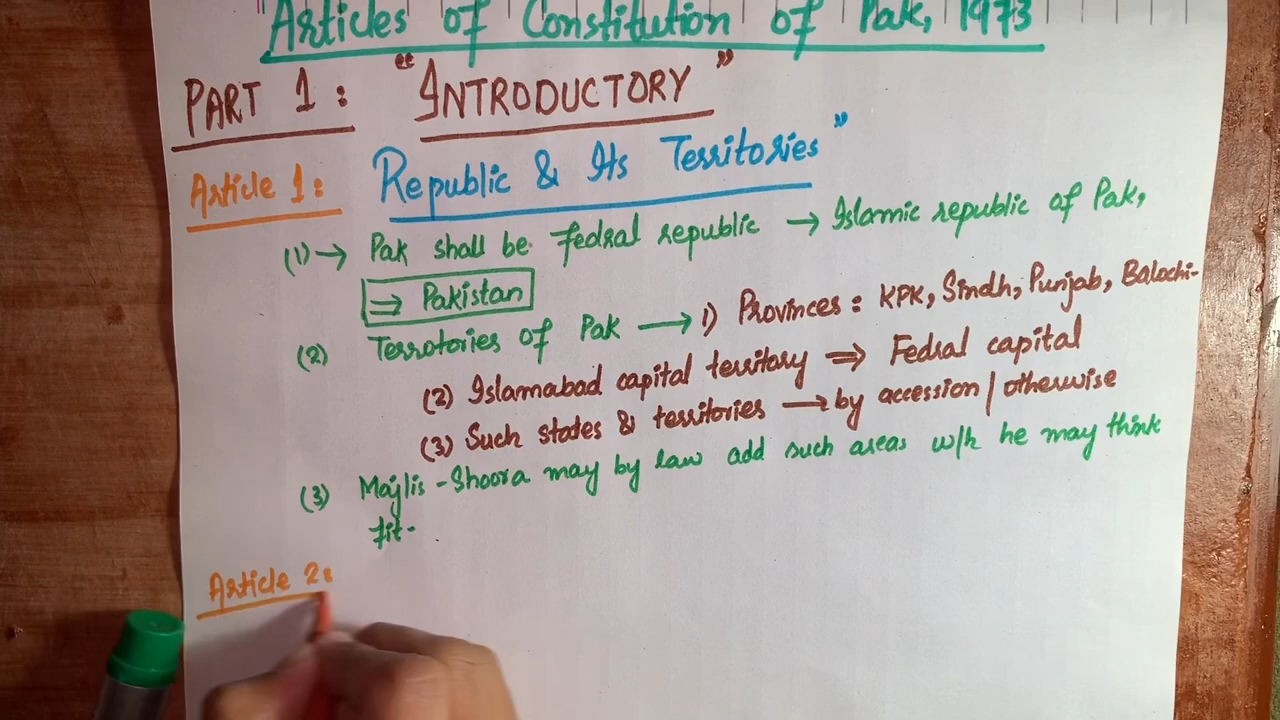 Articles of Constitution of Pak, 1973
PART 1: "INTRODUCTORY"
Article 1: Republic & Its Territories"
(1)→ Pak shall be fedral republic → Islamic republic of Pak,
⇒ Pakistan
(2) Terrotories of Pak → 1) Provinces: KPK, Sindh, Punjab, Balochi-
(2) Islamabad capital territory ⇒ Fedral capital
(3) Such states & territories → by accession / otherwise
(3) Majlis-Shoora may by law add such areas w/h he may think
fit-
Article 2: